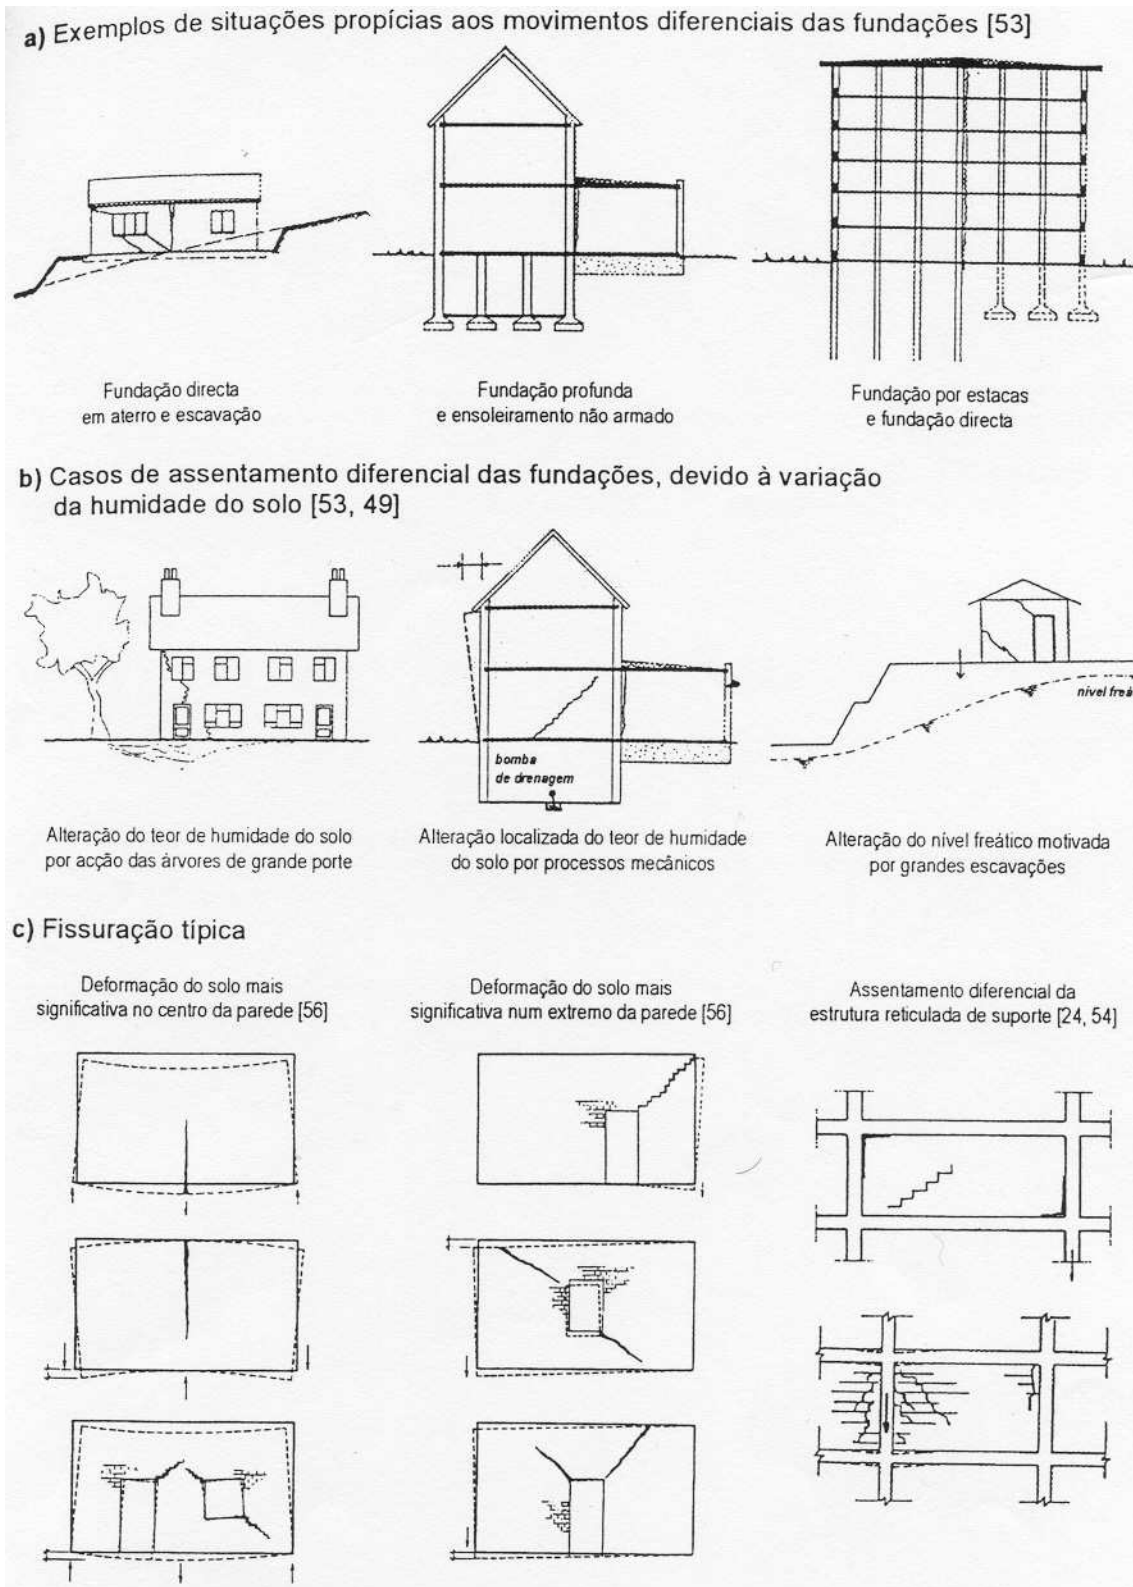 a) Exemplos de situações propícias aos movimentos diferenciais das fundações [53]
Fundação directa
em aterro e escavação
Fundação profunda
e ensoleiramento não armado
Fundação por estacas
e fundação directa
b) Casos de assentamento diferencial das fundações, devido à variação
da humidade do solo [53, 49]
bomba
de drenagem
nível freá
Alteração do teor de humidade do solo
por acção das árvores de grande porte
Alteração localizada do teor de humidade
do solo por processos mecânicos
Alteração do nível freático motivada
por grandes escavações
c) Fissuração típica
Deformação do solo mais
significativa no centro da parede [56]
Deformação do solo mais
significativa num extremo da parede [56]
Assentamento diferencial da
estrutura reticulada de suporte [24, 54]